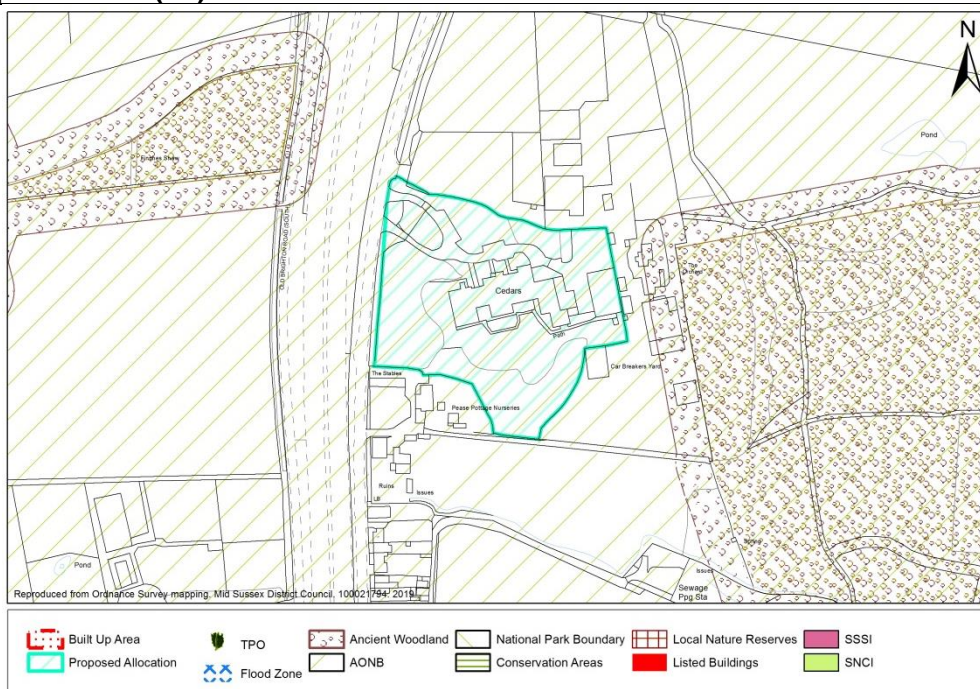 N
Pond
OLD BRIGHTON ROAD (SOUTH)
Cedars
Path
Car Breakers Yard
The Stables
Pease Pottage Nurseries
Ruins
Issues
LB
Pond
Issues
Sewage
Ppg Sta
Reproduced from Ordnance Survey mapping. Mid Sussex District Council. 100021794. 2019
Built Up Area
TPO
Ancient Woodland
National Park Boundary
Local Nature Reserves
SSSI
Proposed Allocation
Flood Zone
AONB
Conservation Areas
Listed Buildings
SNCI